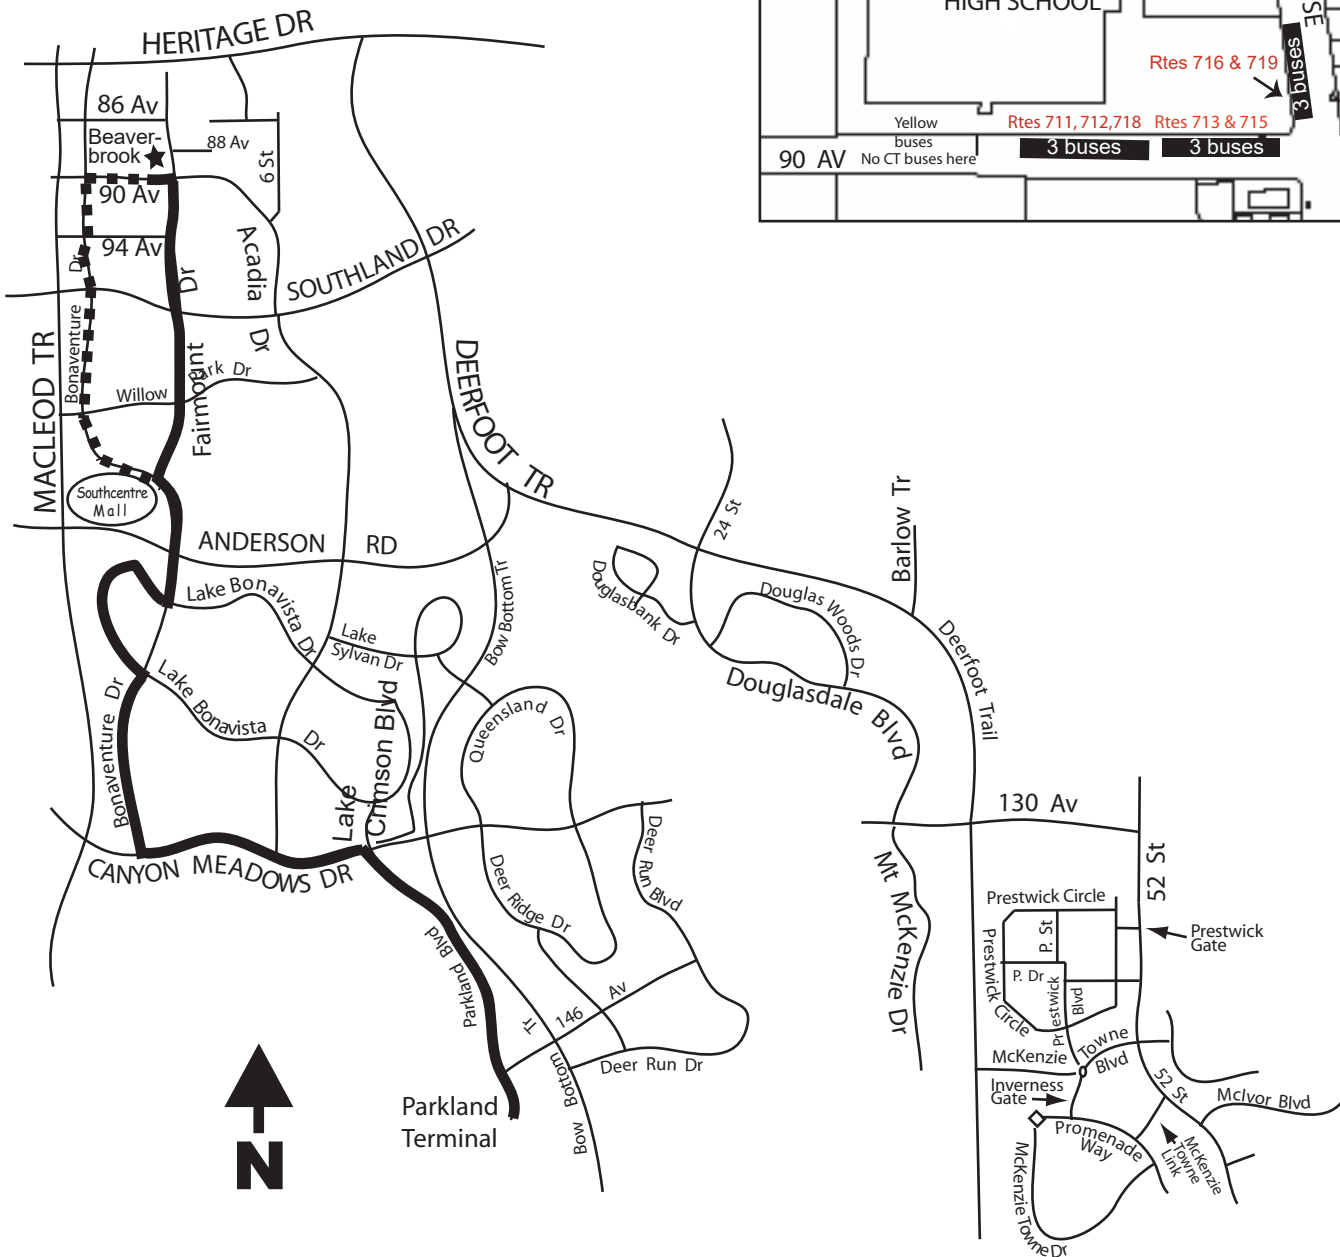 HIGH SCHOOL
SE
3 buses
Rtes 716 & 719
Yellow
buses
No CT buses here
Rtes 711,712,718
Rtes 713 & 715
3 buses
3 buses
90 AV
HERITAGE DR
86 Av
Beaver-
brook
88 Av
6 St
90 Av
94 Av
Dr
Bonaventure
Dr
Fairmount
Acadia
Dr
SOUTHLAND DR
MACLEOD TR
Willow
Park Dr
DEERFOOT TR
Southcentre
Mall
ANDERSON RD
Lake Bonavista Dr
Lake
Sylvan Dr
Bow Bottom Tr
24 St
Barlow Tr
Douglasbank Dr
Douglas Woods Dr
Douglasdale Blvd
Deerfoot Trail
Lake Bonavista Dr
Bonaventure Dr
Lake
Crimson Blvd
Queensland Dr
CANYON MEADOWS DR
Deer Ridge Dr
Deer
Run Blvd
Parkland Blvd
146 Av
Tr
Bottom
Bow
Deer Run Dr
Parkland
Terminal
N
130 Av
52 St
Mt McKenzie Dr
Prestwick Circle
P. St
P. Dr
Prestwick
Blvd
Prestwick Circle
Prestwick
Gate
McKenzie
Towne
Blvd
Inverness
Gate
52 St
McIvor Blvd
Promenade
Way
McKenzie
Towne
Link
McKenzie Towne Dr